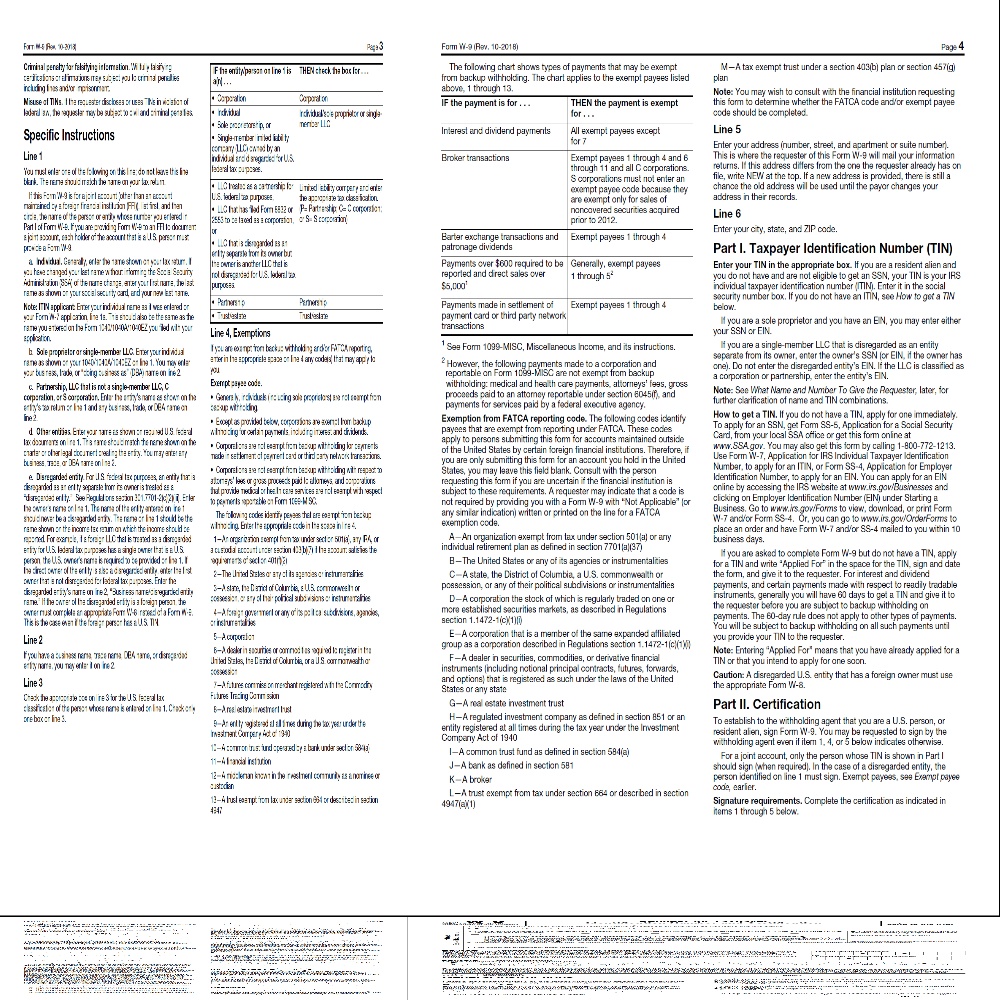 Form W-9 (Rev. 10-2018)
Page 3
Criminal penalty for falsifying information. Willfully falsifying
certifications or affirmations may subject you to criminal penalties
including fines and/or imprisonment.
Misuse of TINs. If the requester discloses or uses TINs in violation of
federal law, the requester may be subject to civil and criminal penalties.
Specific Instructions
Line 1
You must enter one of the following on this line; do not leave this line
blank. The name should match the name on your tax return.
If this Form W-9 is for a joint account (other than an account
maintained by a foreign financial institution (FFI)), list first, and then
circle, the name of the person or entity whose number you entered in
Part I of Form W-9. If you are providing Form W-9 to an FFI to document
a joint account, each holder of the account that is a U.S. person must
provide a Form W-9.
a. Individual. Generally, enter the name shown on your tax return. If
you have changed your last name without informing the Social Security
Administration (SSA) of the name change, enter your first name, the last
name as shown on your social security card, and your new last name.
Note: ITIN applicant: Enter your individual name as it was entered on
your Form W-7 application, line 1a. This should also be the same as the
name you entered on the Form 1040/1040A/1040EZ you filed with your
application.
b. Sole proprietor or single-member LLC. Enter your individual
name as shown on your 1040/1040A/1040EZ on line 1. You may enter
your business, trade, or "doing business as" (DBA) name on line 2.
c. Partnership, LLC that is not a single-member LLC, C
corporation, or S corporation. Enter the entity's name as shown on the
entity's tax return on line 1 and any business, trade, or DBA name on
line 2.
d. Other entities. Enter your name as shown on required U.S. federal
tax documents on line 1. This name should match the name shown on the
charter or other legal document creating the entity. You may enter any
business, trade, or DBA name on line 2.
e. Disregarded entity. For U.S. federal tax purposes, an entity that is
disregarded as an entity separate from its owner is treated as a
"disregarded entity." See Regulations section 301.7701-2(c)(2)(iii). Enter
the owner's name on line 1. The name of the entity entered on line 1
should never be a disregarded entity. The name on line 1 should be the
name shown on the income tax return on which the income should be
reported. For example, if a foreign LLC that is treated as a disregarded
entity for U.S. federal tax purposes has a single owner that is a U.S.
person, the U.S. owner's name is required to be provided on line 1. If
the direct owner of the entity is also a disregarded entity, enter the first
owner that is not disregarded for federal tax purposes. Enter the
disregarded entity's name on line 2, "Business name/disregarded entity
name." If the owner of the disregarded entity is a foreign person, the
owner must complete an appropriate Form W-8 instead of a Form W-9.
This is the case even if the foreign person has a U.S. TIN.
Line 2
If you have a business name, trade name, DBA name, or disregarded
entity name, you may enter it on line 2.
Line 3
Check the appropriate box on line 3 for the U.S. federal tax
classification of the person whose name is entered on line 1. Check only
one box on line 3.
IF the entity/person on line 1 is
a(n) . . .
THEN check the box for . . .
• Corporation
Corporation
• Individual
• Sole proprietorship, or
• Single-member limited liability
company (LLC) owned by an
individual and disregarded for U.S.
federal tax purposes.
Individual/sole proprietor or single-
member LLC
• LLC treated as a partnership for
U.S. federal tax purposes,
• LLC that has filed Form 8832 or
2553 to be taxed as a corporation,
or
• LLC that is disregarded as an
entity separate from its owner but
the owner is another LLC that is
not disregarded for U.S. federal tax
purposes.
Limited liability company and enter
the appropriate tax classification.
(P= Partnership; C= C corporation;
or S= S corporation)
• Partnership
Partnership
• Trust/estate
Trust/estate
Line 4, Exemptions
If you are exempt from backup withholding and/or FATCA reporting,
enter in the appropriate space on line 4 any code(s) that may apply to
you.
Exempt payee code.
• Generally, individuals (including sole proprietors) are not exempt from
backup withholding.
• Except as provided below, corporations are exempt from backup
withholding for certain payments, including interest and dividends.
• Corporations are not exempt from backup withholding for payments
made in settlement of payment card or third party network transactions.
• Corporations are not exempt from backup withholding with respect to
attorneys' fees or gross proceeds paid to attorneys, and corporations
that provide medical or health care services are not exempt with respect
to payments reportable on Form 1099-MISC.
The following codes identify payees that are exempt from backup
withholding. Enter the appropriate code in the space in line 4.
1—An organization exempt from tax under section 501(a), any IRA, or
a custodial account under section 403(b)(7) if the account satisfies the
requirements of section 401(f)(2)
2—The United States or any of its agencies or instrumentalities
3—A state, the District of Columbia, a U.S. commonwealth or
possession, or any of their political subdivisions or instrumentalities
4—A foreign government or any of its political subdivisions, agencies,
or instrumentalities
5—A corporation
6—A dealer in securities or commodities required to register in the
United States, the District of Columbia, or a U.S. commonwealth or
possession
7—A futures commission merchant registered with the Commodity
Futures Trading Commission
8—A real estate investment trust
9—An entity registered at all times during the tax year under the
Investment Company Act of 1940
10—A common trust fund operated by a bank under section 584(a)
11—A financial institution
12—A middleman known in the investment community as a nominee or
custodian
13—A trust exempt from tax under section 664 or described in section
4947
Form W-9 (Rev. 10-2018)
Page 4
The following chart shows types of payments that may be exempt
from backup withholding. The chart applies to the exempt payees listed
above, 1 through 13.
IF the payment is for . . .
THEN the payment is exempt
for . . .
Interest and dividend payments
All exempt payees except
for 7
Broker transactions
Exempt payees 1 through 4 and 6
through 11 and all C corporations.
S corporations must not enter an
exempt payee code because they
are exempt only for sales of
noncovered securities acquired
prior to 2012.
Barter exchange transactions and
patronage dividends
Exempt payees 1 through 4
Payments over $600 required to be
reported and direct sales over
$5,000¹
Generally, exempt payees
1 through 5²
Payments made in settlement of
payment card or third party network
transactions
Exempt payees 1 through 4
¹ See Form 1099-MISC, Miscellaneous Income, and its instructions.
² However, the following payments made to a corporation and
reportable on Form 1099-MISC are not exempt from backup
withholding: medical and health care payments, attorneys' fees, gross
proceeds paid to an attorney reportable under section 6045(f), and
payments for services paid by a federal executive agency.
Exemption from FATCA reporting code. The following codes identify
payees that are exempt from reporting under FATCA. These codes
apply to persons submitting this form for accounts maintained outside
of the United States by certain foreign financial institutions. Therefore, if
you are only submitting this form for an account you hold in the United
States, you may leave this field blank. Consult with the person
requesting this form if you are uncertain if the financial institution is
subject to these requirements. A requester may indicate that a code is
not required by providing you with a Form W-9 with "Not Applicable" (or
any similar indication) written or printed on the line for a FATCA
exemption code.
A—An organization exempt from tax under section 501(a) or any
individual retirement plan as defined in section 7701(a)(37)
B—The United States or any of its agencies or instrumentalities
C—A state, the District of Columbia, a U.S. commonwealth or
possession, or any of their political subdivisions or instrumentalities
D—A corporation the stock of which is regularly traded on one or
more established securities markets, as described in Regulations
section 1.1472-1(c)(1)(i)
E—A corporation that is a member of the same expanded affiliated
group as a corporation described in Regulations section 1.1472-1(c)(1)(i)
F—A dealer in securities, commodities, or derivative financial
instruments (including notional principal contracts, futures, forwards,
and options) that is registered as such under the laws of the United
States or any state
G—A real estate investment trust
H—A regulated investment company as defined in section 851 or an
entity registered at all times during the tax year under the Investment
Company Act of 1940
I—A common trust fund as defined in section 584(a)
J—A bank as defined in section 581
K—A broker
L—A trust exempt from tax under section 664 or described in section
4947(a)(1)
M—A tax exempt trust under a section 403(b) plan or section 457(g)
plan
Note: You may wish to consult with the financial institution requesting
this form to determine whether the FATCA code and/or exempt payee
code should be completed.
Line 5
Enter your address (number, street, and apartment or suite number).
This is where the requester of this Form W-9 will mail your information
returns. If this address differs from the one the requester already has on
file, write NEW at the top. If a new address is provided, there is still a
chance the old address will be used until the payor changes your
address in their records.
Line 6
Enter your city, state, and ZIP code.
Part I. Taxpayer Identification Number (TIN)
Enter your TIN in the appropriate box. If you are a resident alien and
you do not have and are not eligible to get an SSN, your TIN is your IRS
individual taxpayer identification number (ITIN). Enter it in the social
security number box. If you do not have an ITIN, see How to get a TIN
below.
If you are a sole proprietor and you have an EIN, you may enter either
your SSN or EIN.
If you are a single-member LLC that is disregarded as an entity
separate from its owner, enter the owner's SSN (or EIN, if the owner has
one). Do not enter the disregarded entity's EIN. If the LLC is classified as
a corporation or partnership, enter the entity's EIN.
Note: See What Name and Number To Give the Requester, later, for
further clarification of name and TIN combinations.
How to get a TIN. If you do not have a TIN, apply for one immediately.
To apply for an SSN, get Form SS-5, Application for a Social Security
Card, from your local SSA office or get this form online at
www.SSA.gov. You may also get this form by calling 1-800-772-1213.
Use Form W-7, Application for IRS Individual Taxpayer Identification
Number, to apply for an ITIN, or Form SS-4, Application for Employer
Identification Number, to apply for an EIN. You can apply for an EIN
online by accessing the IRS website at www.irs.gov/Businesses and
clicking on Employer Identification Number (EIN) under Starting a
Business. Go to www.irs.gov/Forms to view, download, or print Form
W-7 and/or Form SS-4. Or, you can go to www.irs.gov/OrderForms to
place an order and have Form W-7 and/or SS-4 mailed to you within 10
business days.
If you are asked to complete Form W-9 but do not have a TIN, apply
for a TIN and write "Applied For" in the space for the TIN, sign and date
the form, and give it to the requester. For interest and dividend
payments, and certain payments made with respect to readily tradable
instruments, generally you will have 60 days to get a TIN and give it to
the requester before you are subject to backup withholding on
payments. The 60-day rule does not apply to other types of payments.
You will be subject to backup withholding on all such payments until
you provide your TIN to the requester.
Note: Entering "Applied For" means that you have already applied for a
TIN or that you intend to apply for one soon.
Caution: A disregarded U.S. entity that has a foreign owner must use
the appropriate Form W-8.
Part II. Certification
To establish to the withholding agent that you are a U.S. person, or
resident alien, sign Form W-9. You may be requested to sign by the
withholding agent even if item 1, 4, or 5 below indicates otherwise.
For a joint account, only the person whose TIN is shown in Part I
should sign (when required). In the case of a disregarded entity, the
person identified on line 1 must sign. Exempt payees, see Exempt payee
code, earlier.
Signature requirements. Complete the certification as indicated in
items 1 through 5 below.